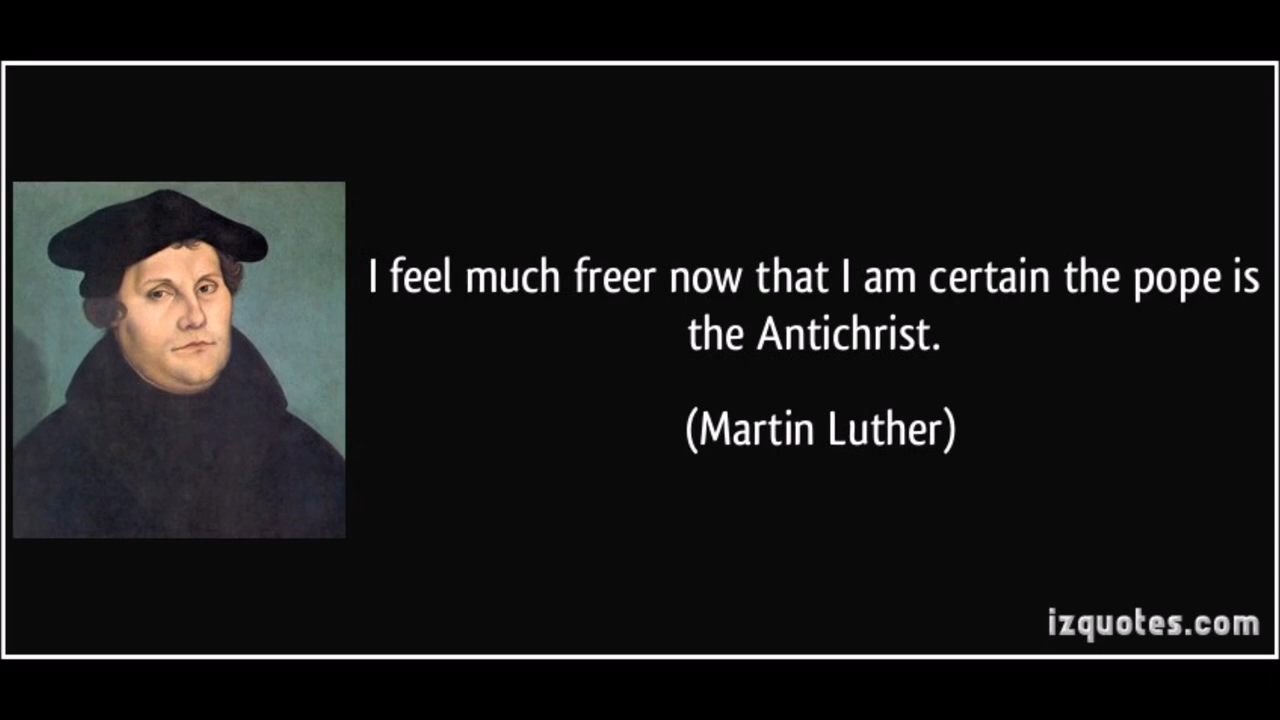 I feel much freer now that I am certain the pope is
the Antichrist.
(Martin Luther)
izquotes.com